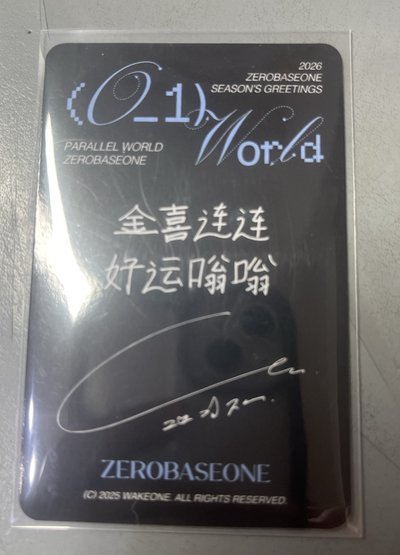 2026
ZEROBASEONE
SEASON'S GREETINGS
(0_1)
World
PARALLEL WORLD
ZEROBASEONE
金喜连连
好运嗡嗡
ZEROBASEONE
(C) 2025 WAKEONE. ALL RIGHTS RESERVED.